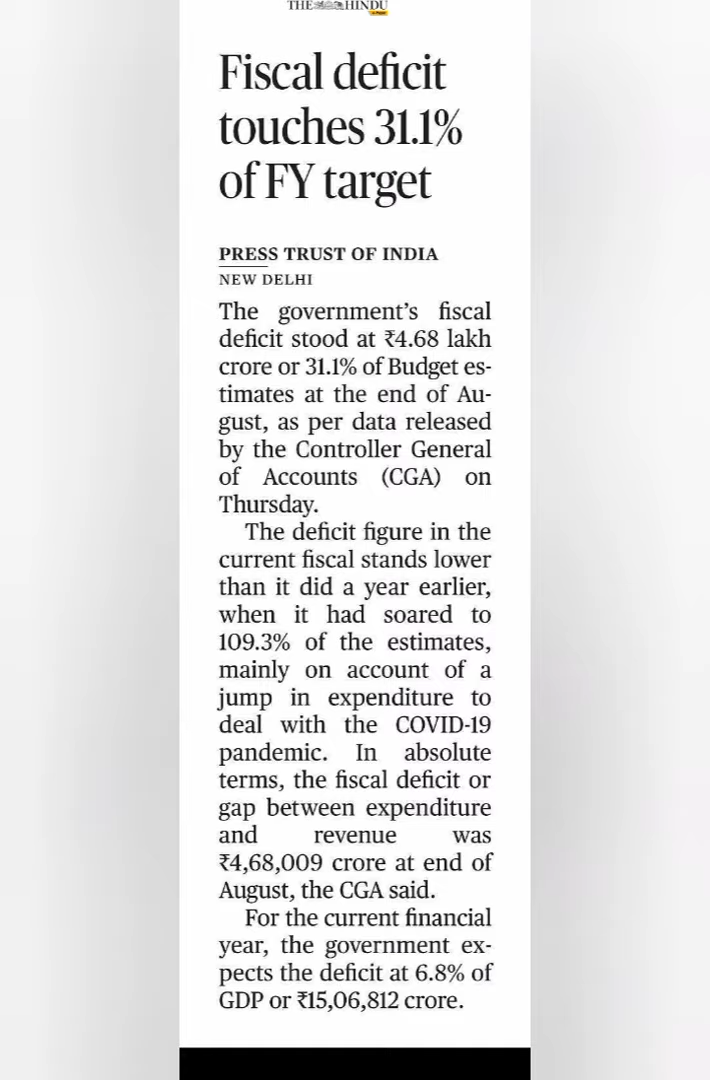 THE HINDU
Fiscal deficit
touches 31.1%
of FY target
PRESS TRUST OF INDIA
NEW DELHI
The government’s fiscal
deficit stood at ₹4.68 lakh
crore or 31.1% of Budget es-
timates at the end of Au-
gust, as per data released
by the Controller General
of Accounts (CGA) on
Thursday.
The deficit figure in the
current fiscal stands lower
than it did a year earlier,
when it had soared to
109.3% of the estimates,
mainly on account of a
jump in expenditure to
deal with the COVID-19
pandemic. In absolute
terms, the fiscal deficit or
gap between expenditure
and revenue was
₹4,68,009 crore at end of
August, the CGA said.
For the current financial
year, the government ex-
pects the deficit at 6.8% of
GDP or ₹15,06,812 crore.